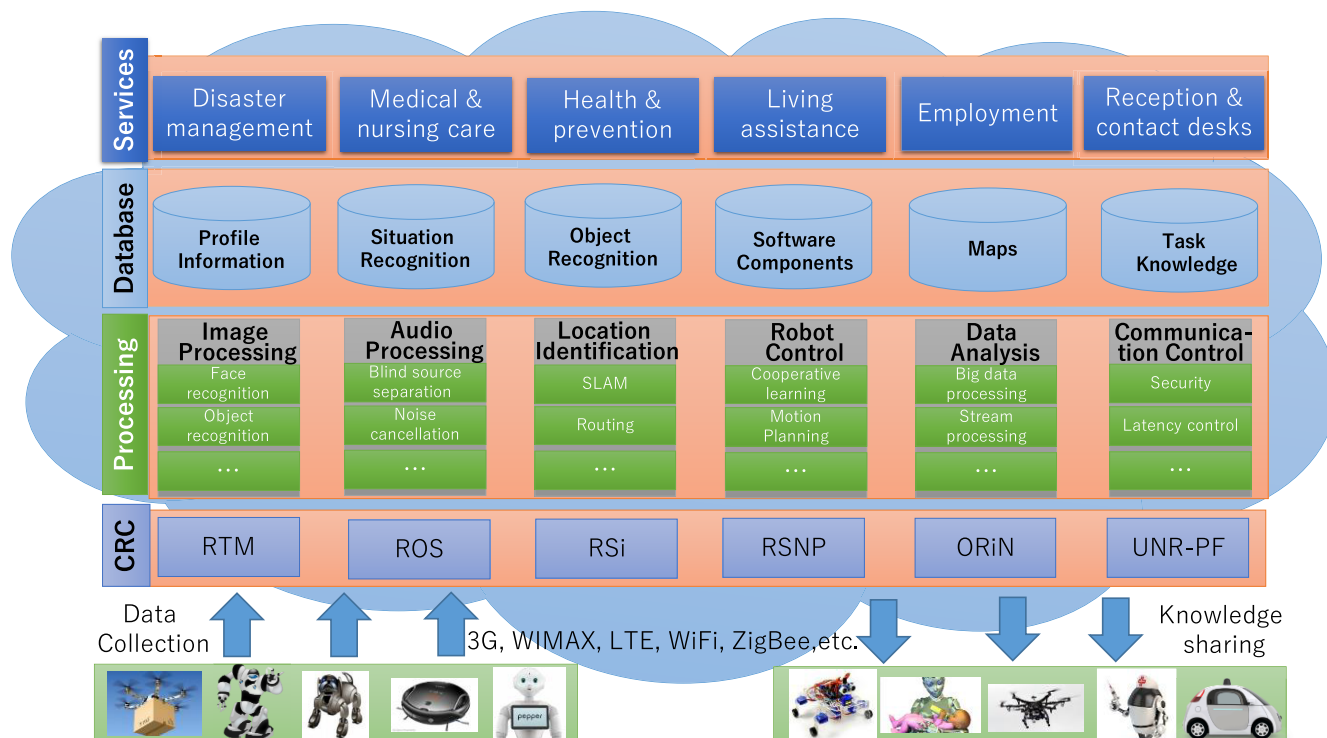 Services
Disaster
management
Medical &
nursing care
Health &
prevention
Living
assistance
Employment
Reception &
contact desks
Database
Profile
Information
Situation
Recognition
Object
Recognition
Software
Components
Maps
Task
Knowledge
Processing
Image
Processing
Face
recognition
Object
recognition
...
Audio
Processing
Blind source
separation
Noise
cancellation
...
Location
Identification
SLAM
Routing
...
Robot
Control
Cooperative
learning
Motion
Planning
...
Data
Analysis
Big data
processing
Stream
processing
...
Communica-
tion Control
Security
Latency control
...
CRC
RTM
ROS
RSi
RSNP
ORiN
UNR-PF
Data
Collection
3G, WIMAX, LTE, WiFi, ZigBee,etc.
Knowledge
sharing
pepper